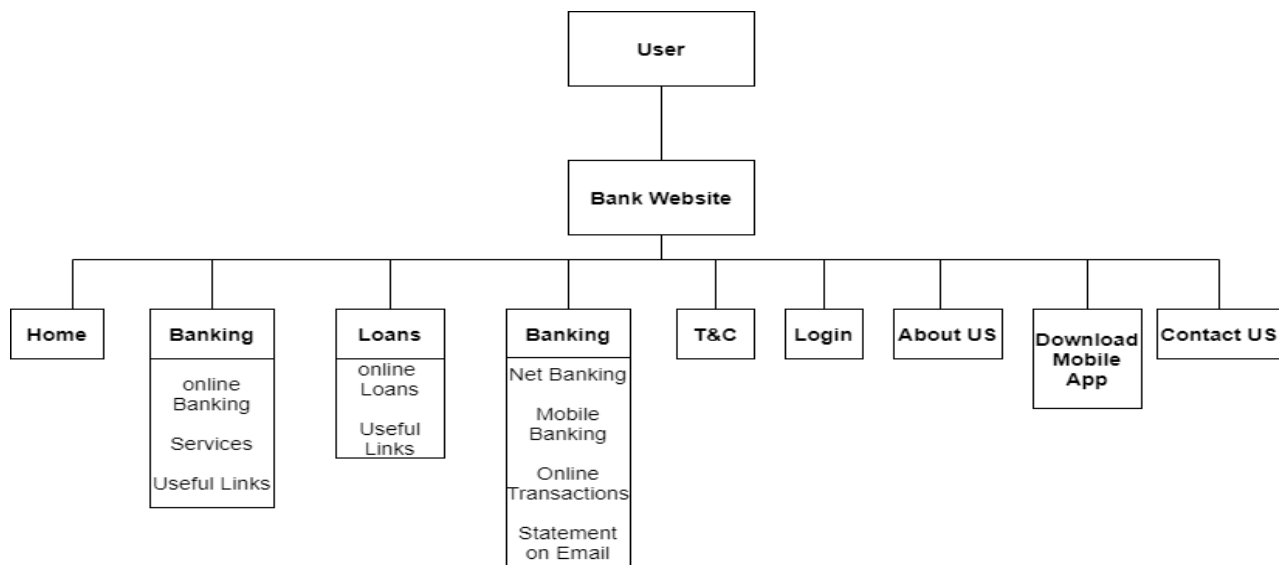 User
Bank Website
Home
Banking
online
Banking
Services
Useful Links
Loans
online
Loans
Useful
Links
Banking
Net Banking
Mobile
Banking
Online
Transactions
Statement
on Email
T&C
Login
About US
Download
Mobile
App
Contact US